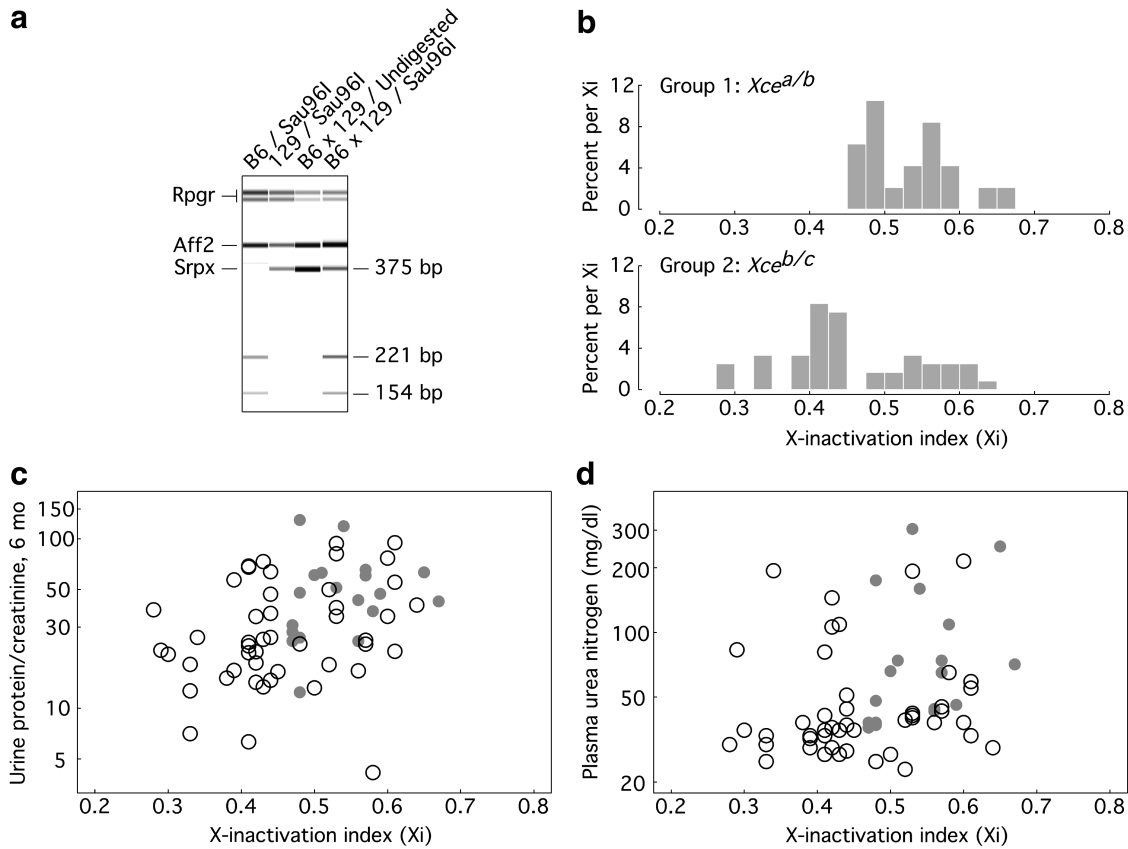 a
B6 / Sau96I
129 / Sau96I
B6 x 129 / Undigested
B6 x 129 / Sau96I
Rpgr
Aff2
Srpx
375 bp
221 bp
154 bp
b
Group 1: Xce^a/b
Percent per Xi
12
8
4
0
0.2 0.3 0.4 0.5 0.6 0.7 0.8
Group 2: Xce^b/c
Percent per Xi
12
8
4
0
0.2 0.3 0.4 0.5 0.6 0.7 0.8
X-inactivation index (Xi)
c
Urine protein/creatinine, 6 mo
150
100
50
30
10
5
0.2 0.3 0.4 0.5 0.6 0.7 0.8
X-inactivation index (Xi)
d
Plasma urea nitrogen (mg/dl)
300
200
100
50
20
0.2 0.3 0.4 0.5 0.6 0.7 0.8
X-inactivation index (Xi)